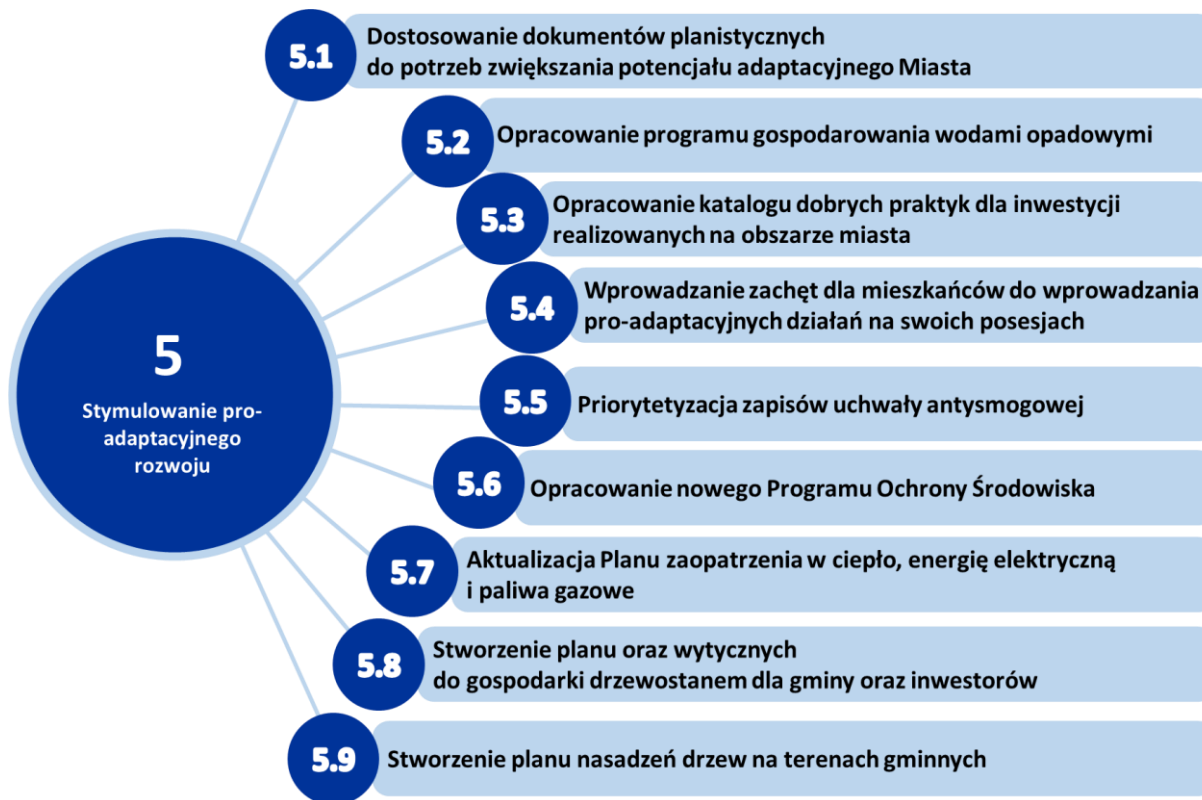 5
Stymulowanie pro-
adaptacyjnego
rozwoju
5.1
Dostosowanie dokumentów planistycznych
do potrzeb zwiększania potencjału adaptacyjnego Miasta
5.2
Opracowanie programu gospodarowania wodami opadowymi
5.3
Opracowanie katalogu dobrych praktyk dla inwestycji
realizowanych na obszarze miasta
5.4
Wprowadzanie zachęt dla mieszkańców do wprowadzania
pro-adaptacyjnych działań na swoich posesjach
5.5
Priorytetyzacja zapisów uchwały antysmogowej
5.6
Opracowanie nowego Programu Ochrony Środowiska
5.7
Aktualizacja Planu zaopatrzenia w ciepło, energię elektryczną
i paliwa gazowe
5.8
Stworzenie planu oraz wytycznych
do gospodarki drzewostanem dla gminy oraz inwestorów
5.9
Stworzenie planu nasadzeń drzew na terenach gminnych